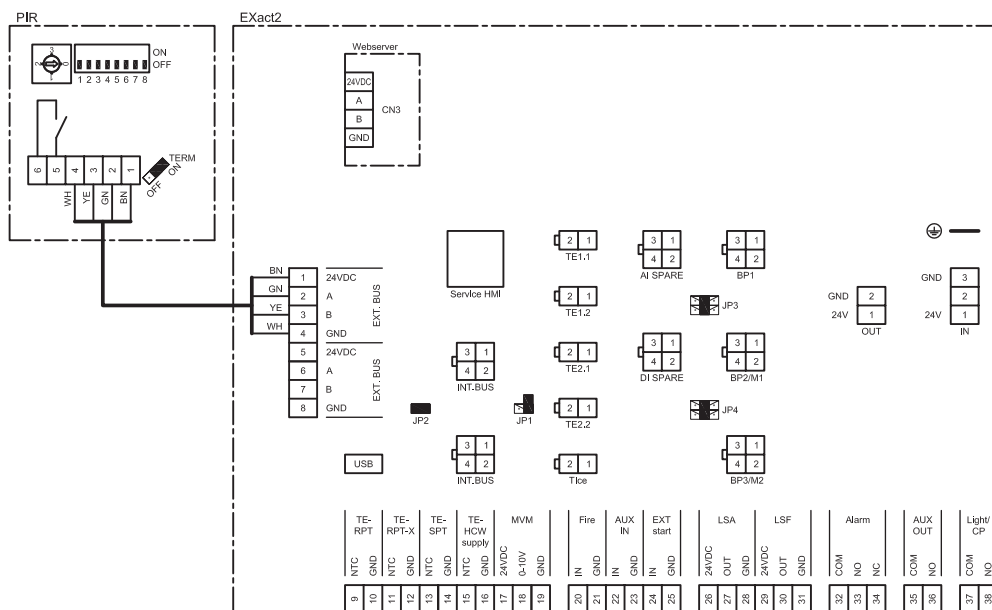 PIR
EXact2
3
2
0
1
ON
OFF
1 2 3 4 5 6 7 8
Webserver
24VDC
A
B
GND
CN3
6 5 4 3 2 1
TERM
ON
OFF
WH YE GN BN
BN 1 24VDC
GN 2 A
YE 3 B
WH 4 GND
EXT. BUS
5 24VDC
6 A
7 B
8 GND
EXT. BUS
USB
Service HMI
3 1
4 2
INT.BUS
JP2
JP1
3 1
4 2
INT.BUS
2 1
TE1.1
2 1
TE1.2
2 1
TE2.1
2 1
TE2.2
2 1
Tice
3 1
4 2
AI SPARE
3 1
4 2
BP1
JP3
3 1
4 2
DI SPARE
3 1
4 2
BP2/M1
JP4
3 1
4 2
BP3/M2
GND 2
24V 1
OUT
GND 3
2
24V 1
IN
TE-
RPT
TE-
RPT-X
TE-
SPT
TE-
HCW
supply
MVM
Fire
AUX
IN
EXT
start
LSA
LSF
Alarm
AUX
OUT
Light/
CP
NTC GND NTC GND NTC GND NTC GND 24VDC 0-10V GND IN GND IN GND IN GND 24VDC OUT GND 24VDC OUT GND COM NO NC COM NO COM NO
9 10 11 12 13 14 15 16 17 18 19 20 21 22 23 24 25 26 27 28 29 30 31 32 33 34 35 36 37 38